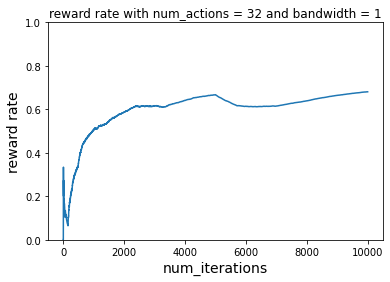 reward rate with num_actions = 32 and bandwidth = 1
1.0
0.8
0.6
0.4
0.2
0.0
reward rate
0 2000 4000 6000 8000 10000
num_iterations